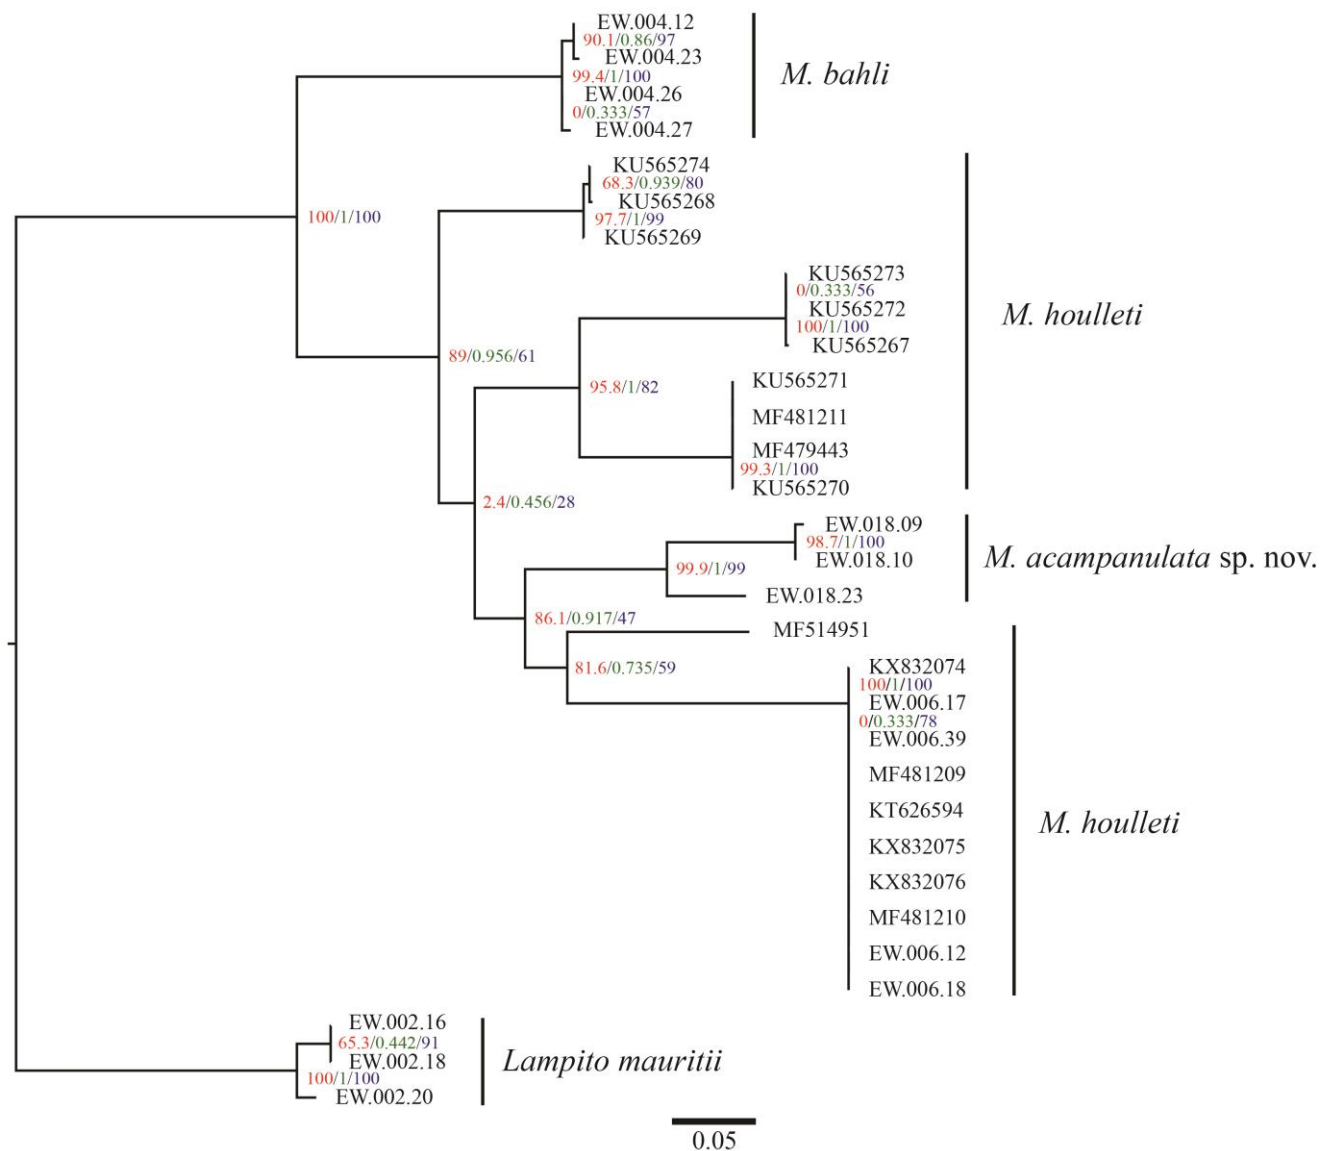 EW.004.12
90.1/0.86/97
EW.004.23
99.4/1/100
EW.004.26
0/0.333/57
EW.004.27
M. bahli
KU565274
68.3/0.939/80
KU565268
97.7/1/99
KU565269
100/1/100
KU565273
0/0.333/56
KU565272
100/1/100
KU565267
M. houlleti
89/0.956/61
95.8/1/82
KU565271
MF481211
MF479443
99.3/1/100
KU565270
2.4/0.456/28
EW.018.09
98.7/1/100
EW.018.10
99.9/1/99
EW.018.23
M. acampanulata sp. nov.
86.1/0.917/47
MF514951
81.6/0.735/59
KX832074
100/1/100
EW.006.17
0/0.333/78
EW.006.39
MF481209
KT626594
KX832075
KX832076
MF481210
EW.006.12
EW.006.18
M. houlleti
EW.002.16
65.3/0.442/91
EW.002.18
100/1/100
EW.002.20
Lampito mauritii
0.05